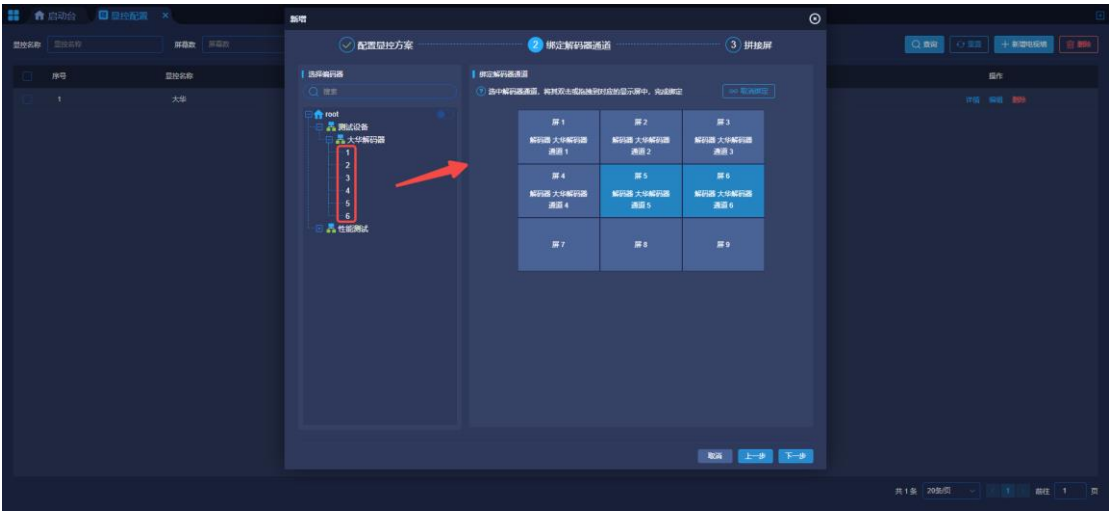 启动台
显控配置 ×
显控名称 显控名称
屏幕数 屏幕数
查询
重置
+ 新增电视墙
删除
序号
显控名称
操作
1
大华
详情 编辑 删除
新增
配置显控方案
2 绑定解码器通道
3 拼接屏
选择编码器
搜索
root
测试设备
大华解码器
1
2
3
4
5
6
性能测试
绑定解码器通道
选中解码器通道，将其双击或拖拽到对应的显示屏中，完成绑定
取消绑定
屏 1
解码器 大华解码器
通道 1
屏 2
解码器 大华解码器
通道 2
屏 3
解码器 大华解码器
通道 3
屏 4
解码器 大华解码器
通道 4
屏 5
解码器 大华解码器
通道 5
屏 6
解码器 大华解码器
通道 6
屏 7
屏 8
屏 9
取消
上一步
下一步
共 1 条
20条/页
1
前往 1 页